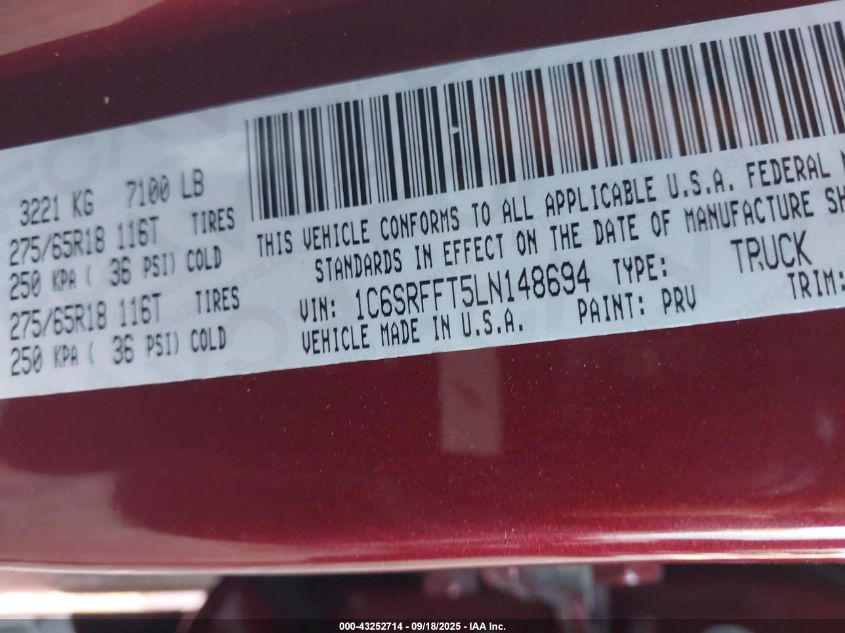 3221 KG 7100 LB
275/65R18 116T TIRES
250 KPA ( 36 PSI) COLD
275/65R18 116T TIRES
250 KPA ( 36 PSI) COLD
THIS VEHICLE CONFORMS TO ALL APPLICABLE U.S.A. FEDERAL
STANDARDS IN EFFECT ON THE DATE OF MANUFACTURE
VIN: 1C6SRFFT5LN148694 TYPE: TRUCK
VEHICLE MADE IN U.S.A. PAINT: PRV TRIM:
000-43252714 - 09/18/2025 - IAA Inc.